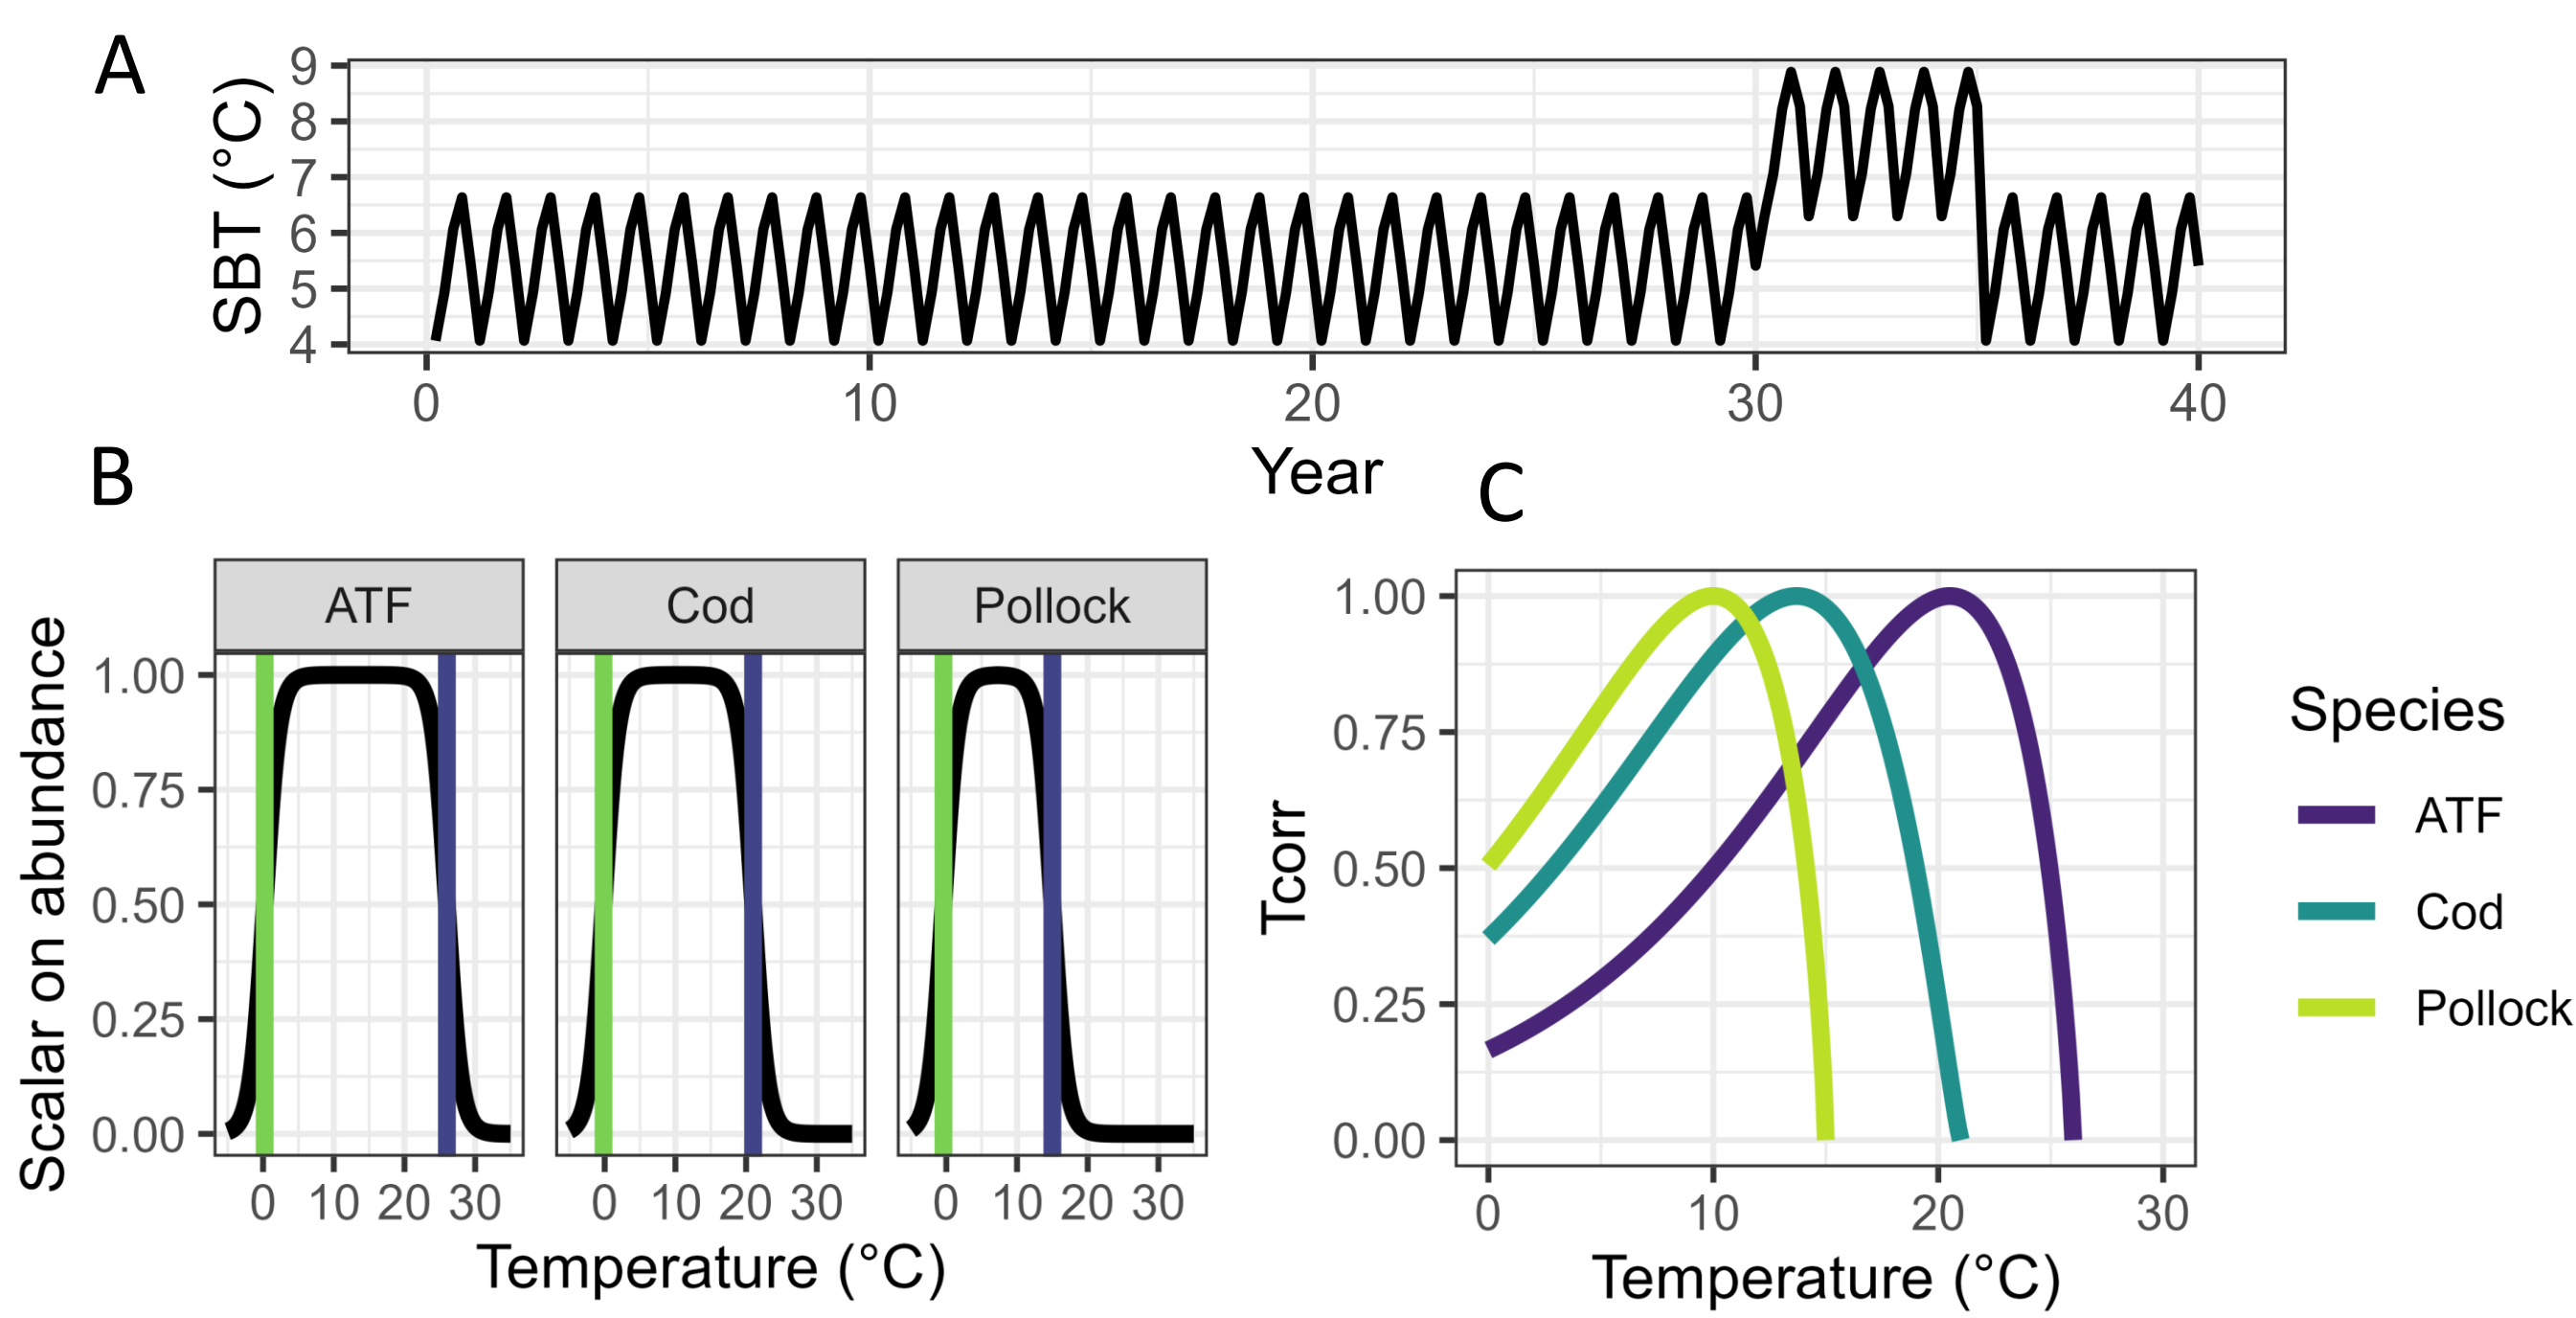 A
SBT (°C)
9
8
7
6
5
4
0 10 20 30 40
Year
B
ATF Cod Pollock
Scalar on abundance
1.00
0.75
0.50
0.25
0.00
0 10 20 30 0 10 20 30 0 10 20 30
Temperature (°C)
C
Tcorr
1.00
0.75
0.50
0.25
0.00
0 10 20 30
Temperature (°C)
Species
ATF
Cod
Pollock